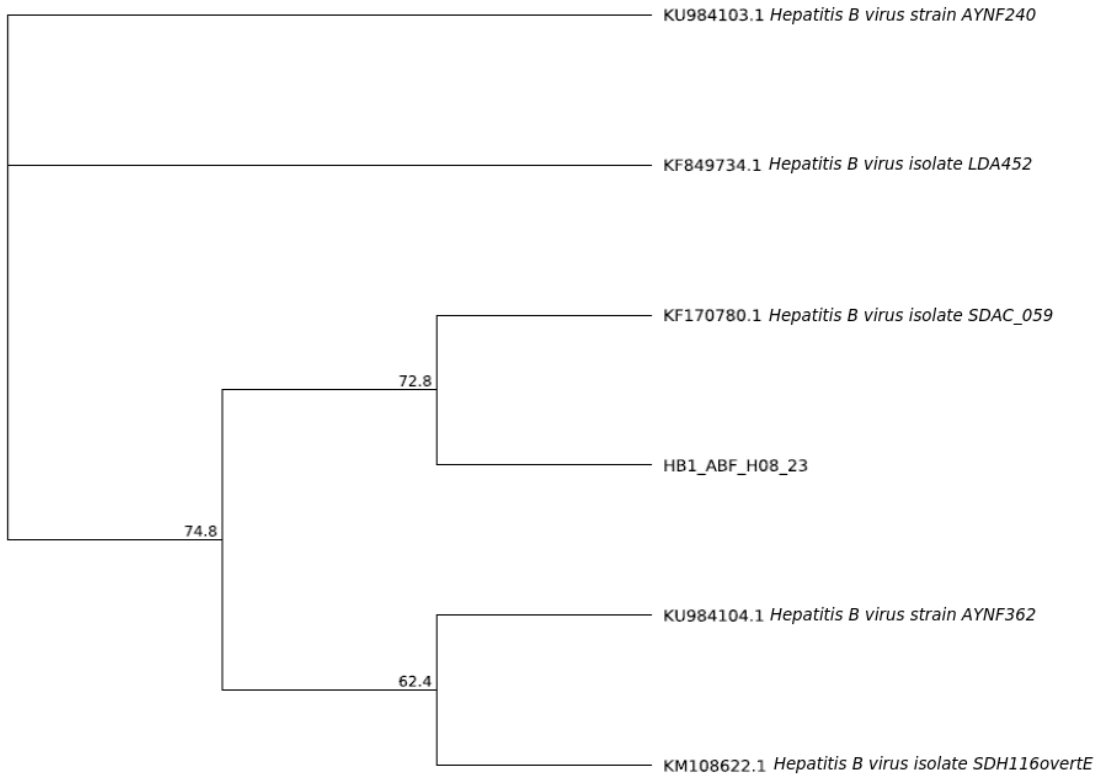 KU984103.1 Hepatitis B virus strain AYNF240
KF849734.1 Hepatitis B virus isolate LDA452
KF170780.1 Hepatitis B virus isolate SDAC_059
72.8
HB1_ABF_H08_23
74.8
KU984104.1 Hepatitis B virus strain AYNF362
62.4
KM108622.1 Hepatitis B virus isolate SDH116overtE